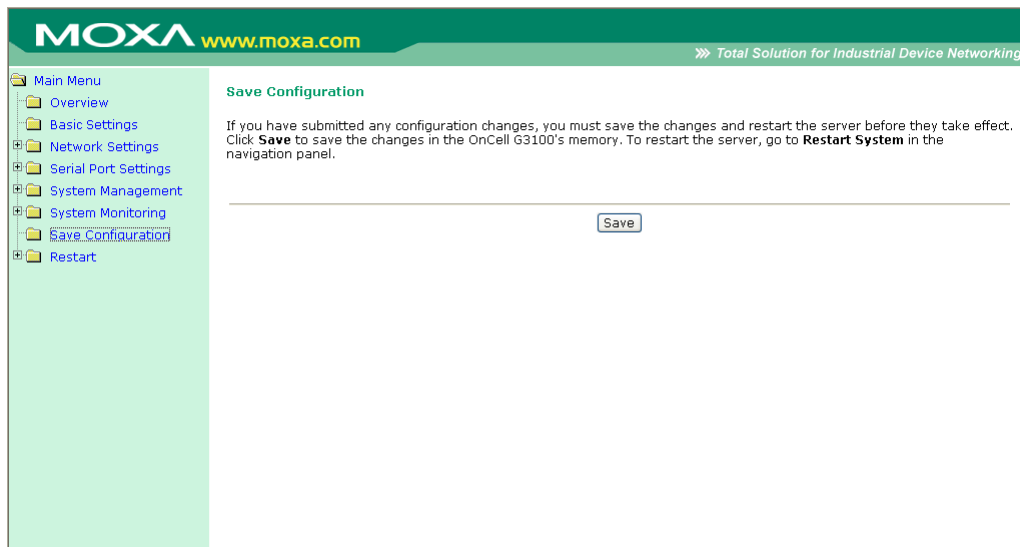 MOXA www.moxa.com
Total Solution for Industrial Device Networking
Main Menu
Overview
Basic Settings
Network Settings
Serial Port Settings
System Management
System Monitoring
Save Configuration
Restart
Save Configuration
If you have submitted any configuration changes, you must save the changes and restart the server before they take effect.
Click Save to save the changes in the OnCell G3100's memory. To restart the server, go to Restart System in the
navigation panel.
Save